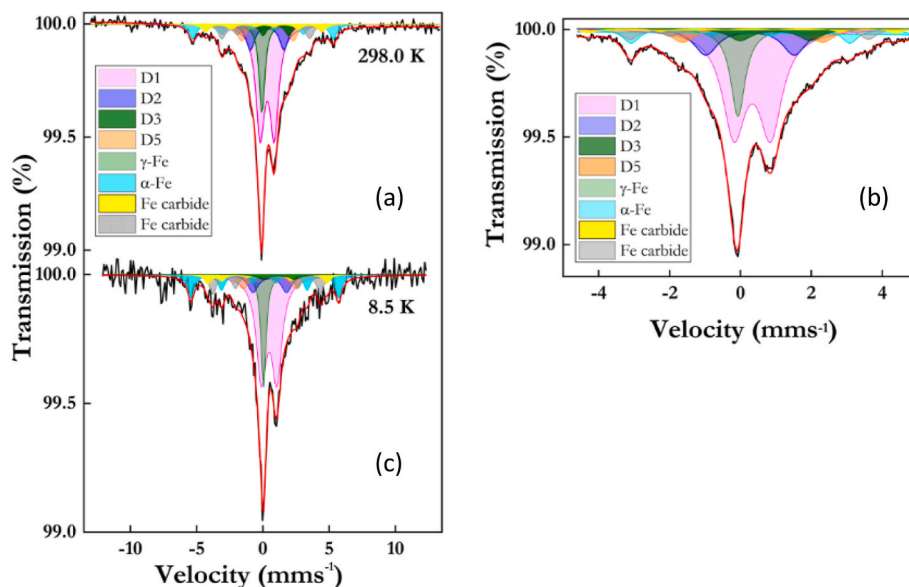 100.0
298.0 K
D1
D2
D3
D5
γ-Fe
α-Fe
Fe carbide
Fe carbide
99.5
(a)
99.0
100.0
8.5 K
99.5
(c)
99.0
-10 -5 0 5 10
Velocity (mms-1)
Transmission (%)
100.0
D1
D2
D3
D5
γ-Fe
α-Fe
Fe carbide
Fe carbide
99.5
(b)
99.0
-4 -2 0 2 4
Velocity (mms-1)
Transmission (%)